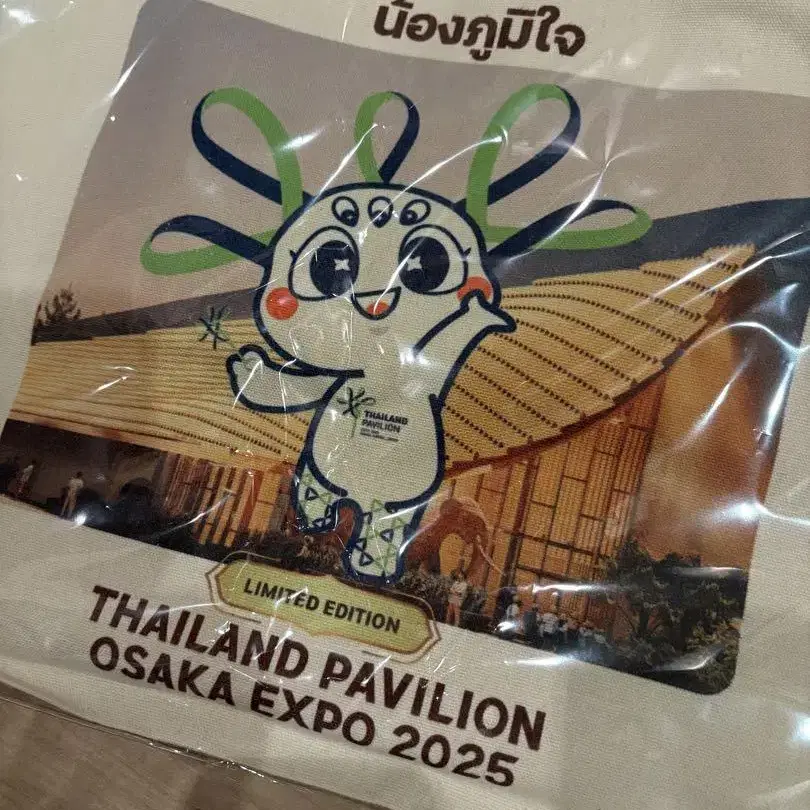 น้องภูมิใจ
THAILAND
PAVILION
LIMITED EDITION
THAILAND PAVILION
OSAKA EXPO 2025